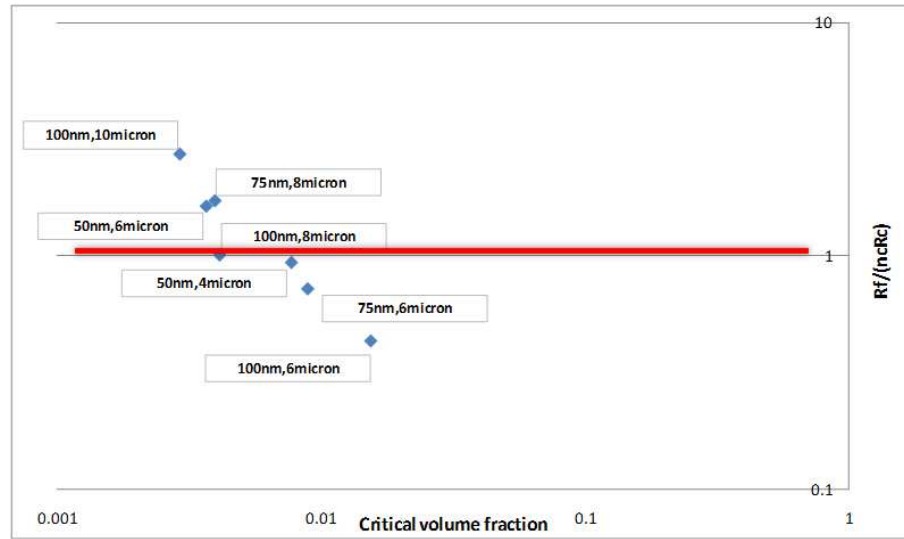 10
100nm,10micron
75nm,8micron
50nm,6micron
100nm,8micron
1
Rf/(ncRc)
50nm,4micron
75nm,6micron
100nm,6micron
0.1
0.001
0.01
0.1
1
Critical volume fraction